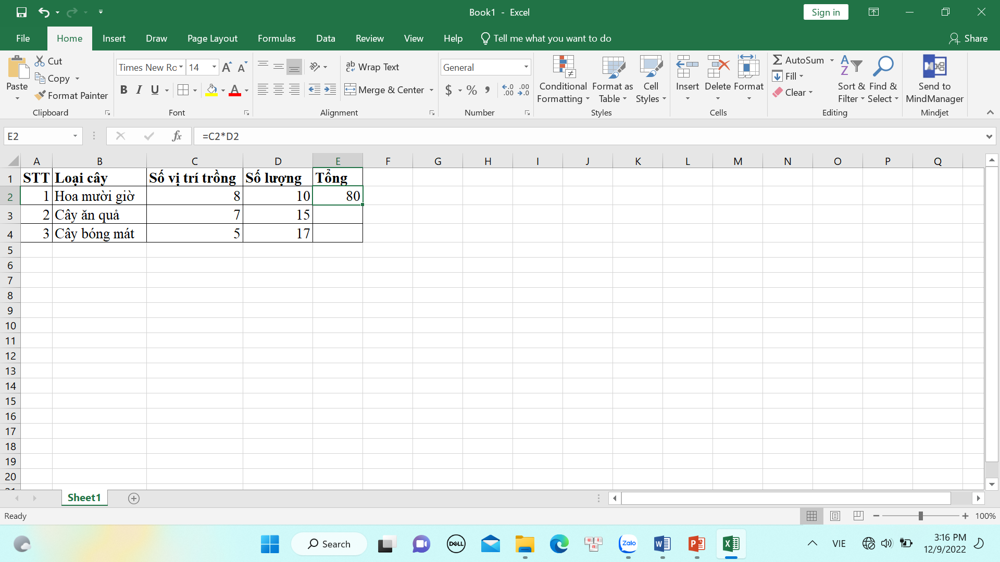 Book1 - Excel
Sign in
File Home Insert Draw Page Layout Formulas Data Review View Help Tell me what you want to do Share
Paste
Cut
Copy
Format Painter
Clipboard
Times New Ro 14
B I U
Font
ab Wrap Text
Merge & Center
Alignment
General
$ % ,
Number
Conditional Formatting
Format as Table
Cell Styles
Styles
Insert
Delete
Format
Cells
AutoSum
Fill
Clear
Sort & Filter
Find & Select
Editing
Send to MindManager
Mindjet
E2 fx =C2*D2
A B C D E F G H I J K L M N O P Q
1 STT Loại cây Số vị trí trồng Số lượng Tổng
2 1 Hoa mười giờ 8 10 80
3 2 Cây ăn quả 7 15
4 3 Cây bóng mát 5 17
5
6
7
8
9
10
11
12
13
14
15
16
17
18
19
20
Sheet1
Ready 100%
Search
DELL
Zalo
VIE
3:16 PM
12/9/2022